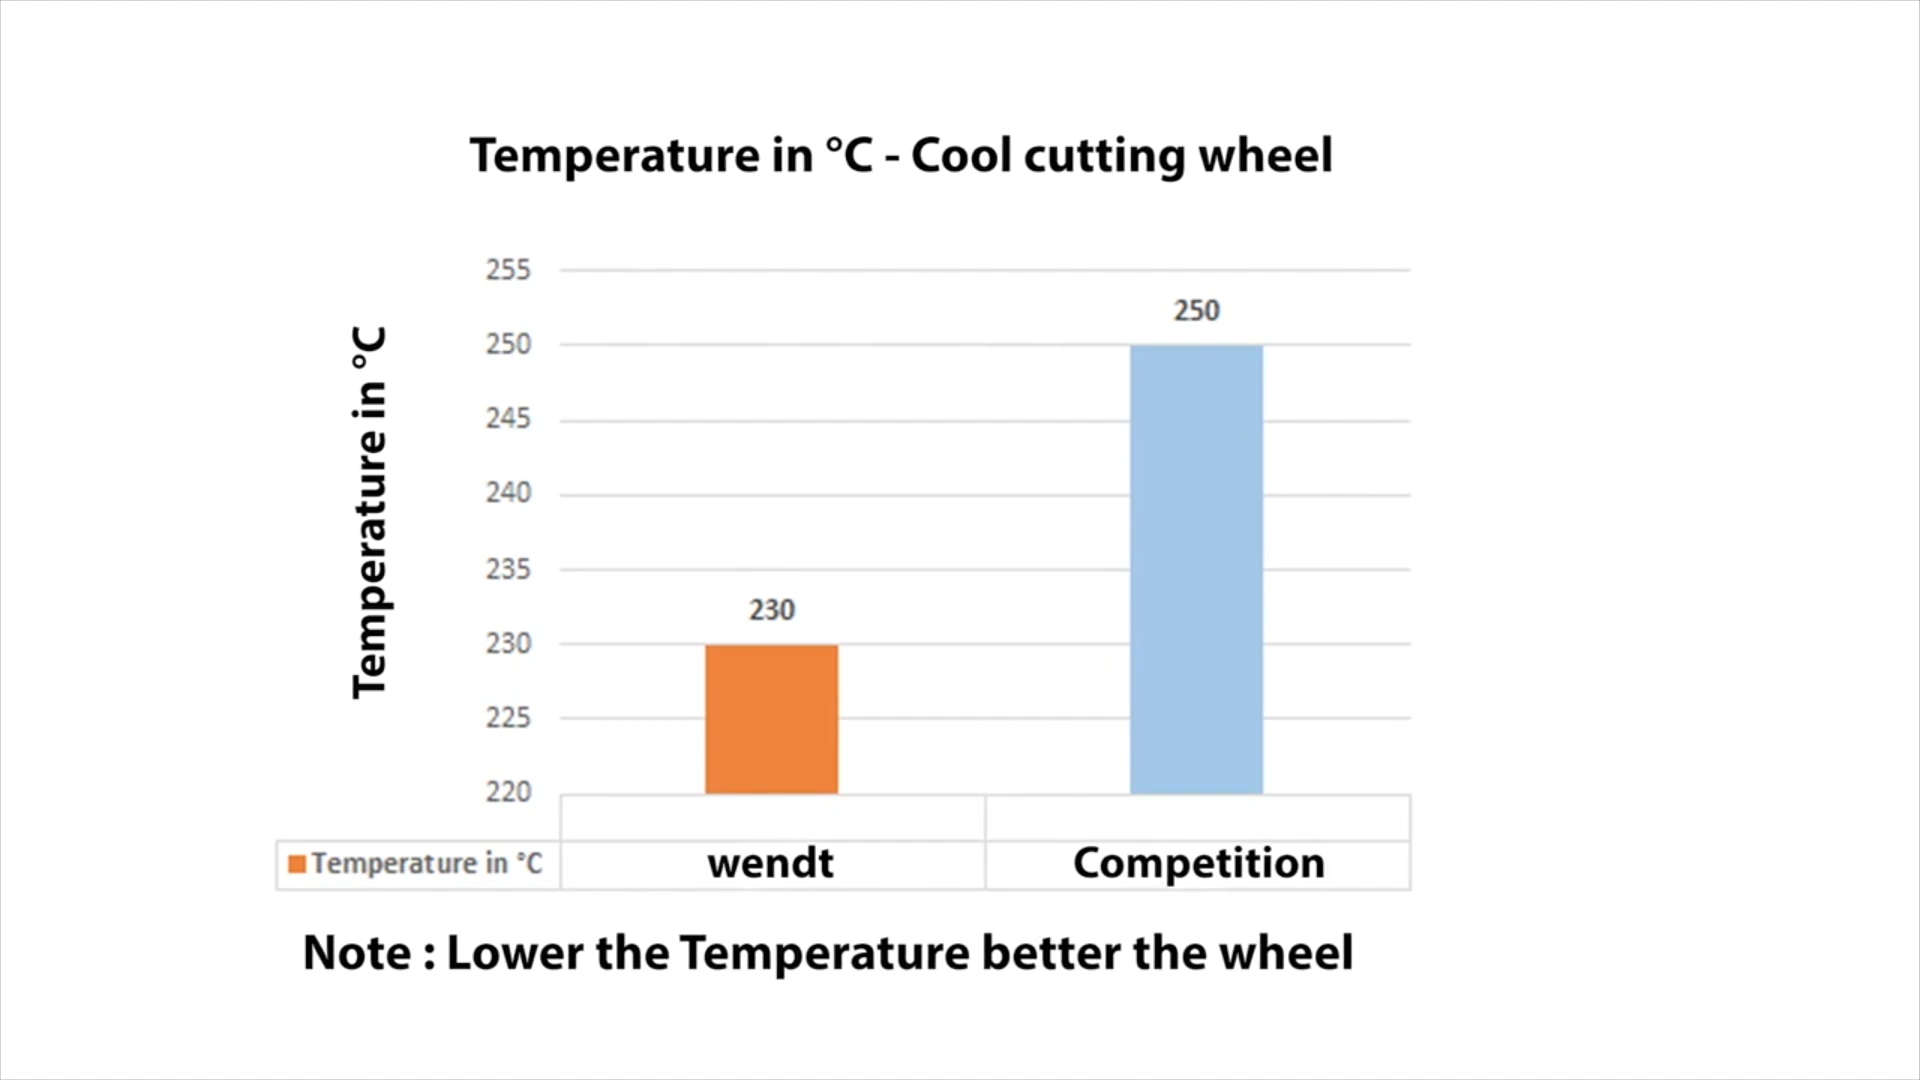 Temperature in °C - Cool cutting wheel
Temperature in °C
255
250
245
240
235
230
225
220
250
230
Temperature in °C
wendt
Competition
Note : Lower the Temperature better the wheel